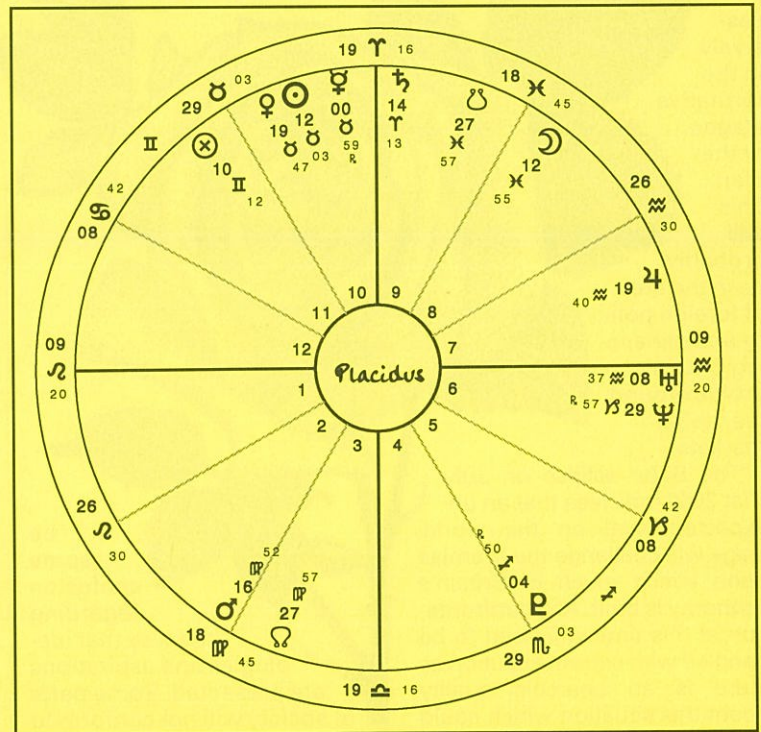 19 ♈ 16
29 ♉ 03
18 ♓ 45
♊
♀ 19 ♉ 47
☉ 12 ♉ 03
☿ 00 ♉ 59 ℞
♄ 14 ♈ 13
☋ 27 ♓ 57
☽ 12 ♓ 55
⊗ 10 ♊ 12
42 ♋ 08
26 ♒ 30
40 ♒ 19 ♃
10 9
11 8
12 7
Placidus
1 6
2 5
3 4
09 ♌ 20
09 ♒ 20
37 ♒ 08 ♅
℞ 57 ♑ 29 ♆
26 ♌ 30
42 ♑ 08
♂ 16 ♍ 52
☊ 27 ♍ 57
℞ 50 ♐ 04 ♇
♐
18 ♍ 45
29 ♏ 03
19 ♎ 16